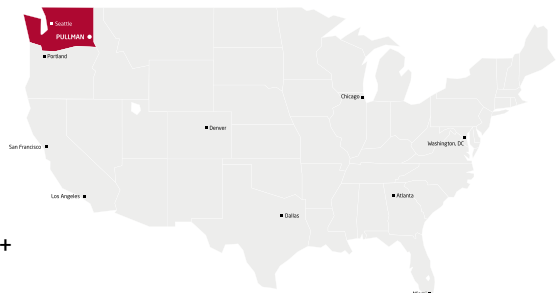 Seattle
PULLMAN
Portland
Chicago
Denver
Washington, DC
San Francisco
Los Angeles
Atlanta
Dallas
+